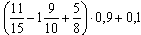 (11/15 − 1 9/10 + 5/8) · 0,9 + 0,1